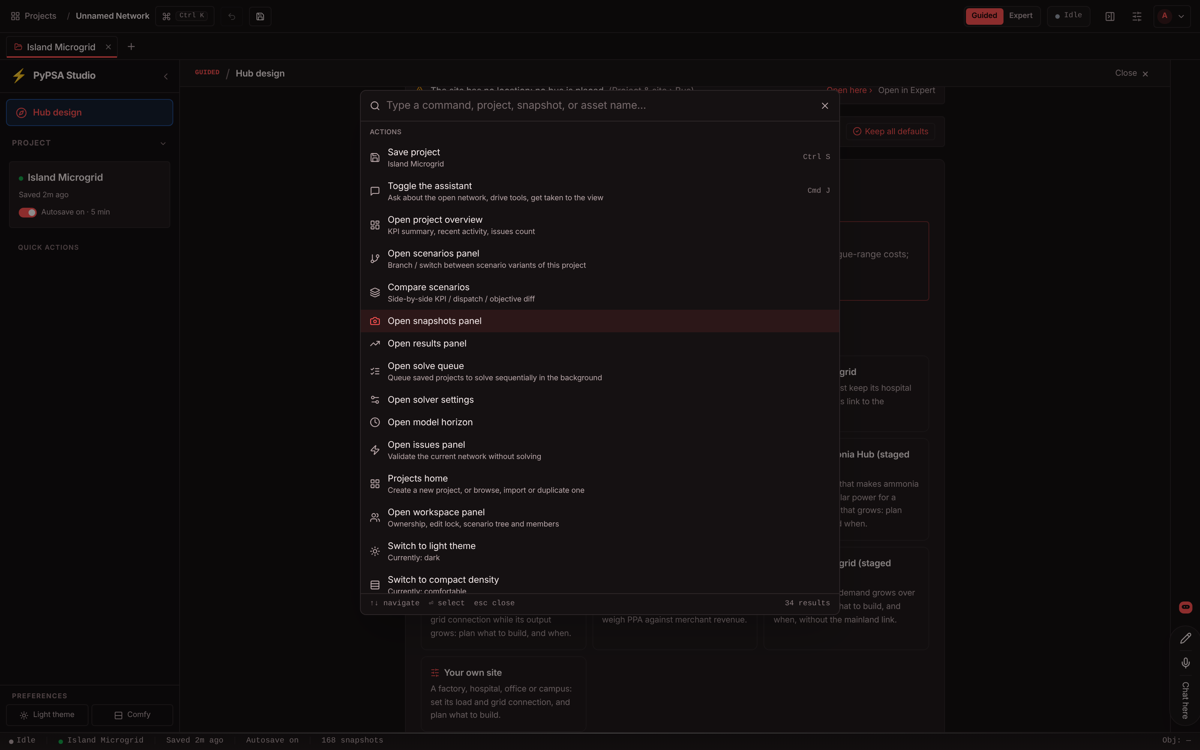 Projects / Unnamed Network Ctrl K Guided Expert Idle A
Island Microgrid
PyPSA Studio
GUIDED / Hub design Close
Open here › Open in Expert
Hub design
Type a command, project, snapshot, or asset name...
PROJECT
ACTIONS
Keep all defaults
Save project
Island Microgrid
Ctrl S
Island Microgrid
Saved 2m ago
Autosave on · 5 min
QUICK ACTIONS
Toggle the assistant
Ask about the open network, drive tools, get taken to the view
Cmd J
Open project overview
KPI summary, recent activity, issues count
Open scenarios panel
Branch / switch between scenario variants of this project
gue-range costs;
Compare scenarios
Side-by-side KPI / dispatch / objective diff
Open snapshots panel
Open results panel
Open solve queue
Queue saved projects to solve sequentially in the background
Open solver settings
Open model horizon
Open issues panel
Validate the current network without solving
Projects home
Create a new project, or browse, import or duplicate one
Open workspace panel
Ownership, edit lock, scenario tree and members
Switch to light theme
Currently: dark
Switch to compact density
Currently: comfortable
grid
st keep its hospital
s link to the
onia Hub (staged
that makes ammonia
lar power for a
that grows: plan
when.
grid (staged
demand grows over
hat to build, and
when, without the mainland link.
navigate select esc close 34 results
grid connection while its output
grows: plan what to build, and when.
weigh PPA against merchant revenue.
Your own site
A factory, hospital, office or campus:
set its load and grid connection, and
plan what to build.
Chat here
PREFERENCES
Light theme Comfy
Idle Island Microgrid Saved 2m ago Autosave on 168 snapshots Obj: —